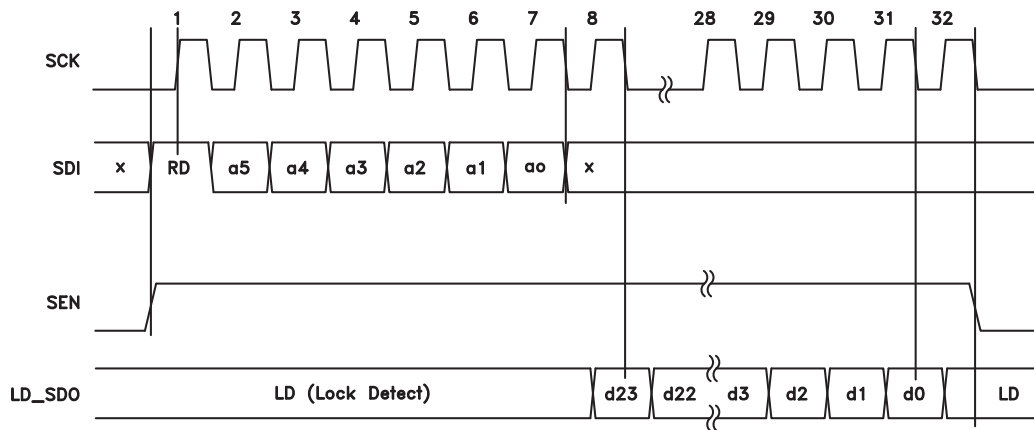 1 2 3 4 5 6 7 8 28 29 30 31 32
SCK
SDI x RD a5 a4 a3 a2 a1 ao x
SEN
LD_SDO LD (Lock Detect) d23 d22 d3 d2 d1 d0 LD